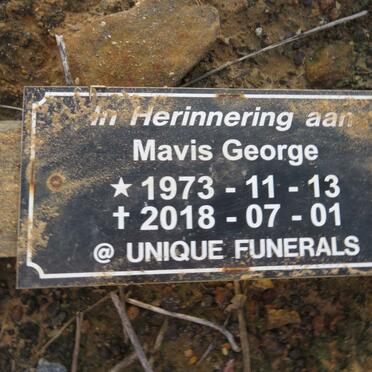 In Herinnering aan
Mavis George
★ 1973 - 11 - 13
✝ 2018 - 07 - 01
@ UNIQUE FUNERALS